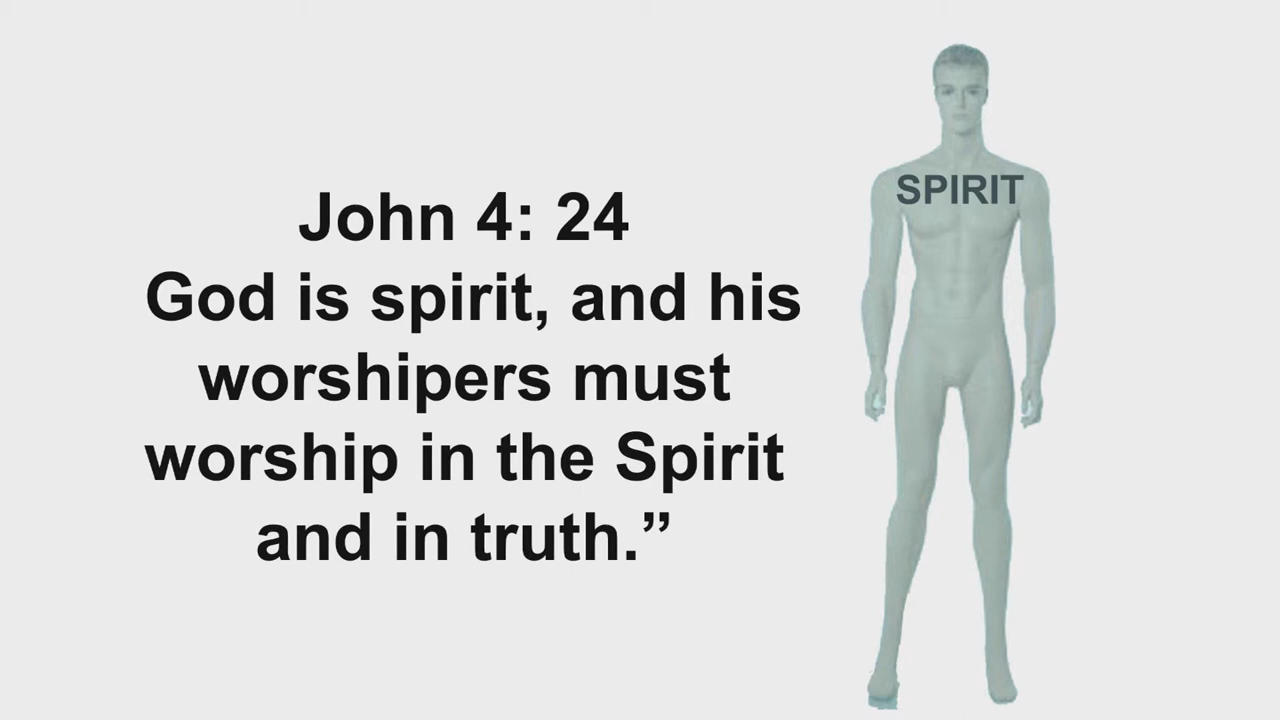 John 4: 24
God is spirit, and his
worshipers must
worship in the Spirit
and in truth.”
SPIRIT